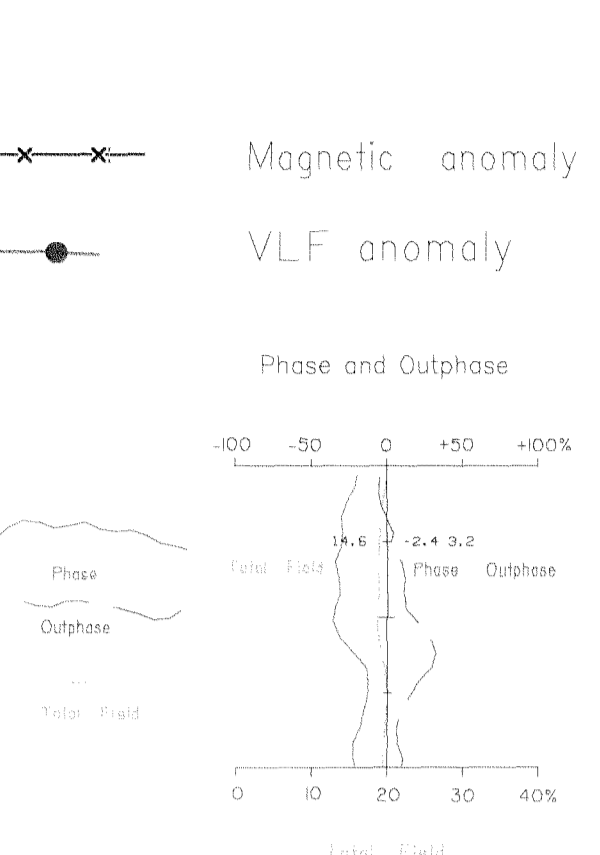 Magnetic anomaly
VLF anomaly
Phase and Outphase
-100 -50 0 +50 +100%
14.6 -2.4 3.2
Total Field Phase Outphase
Phase
Outphase
Total Field
0 10 20 30 40%
Total Field